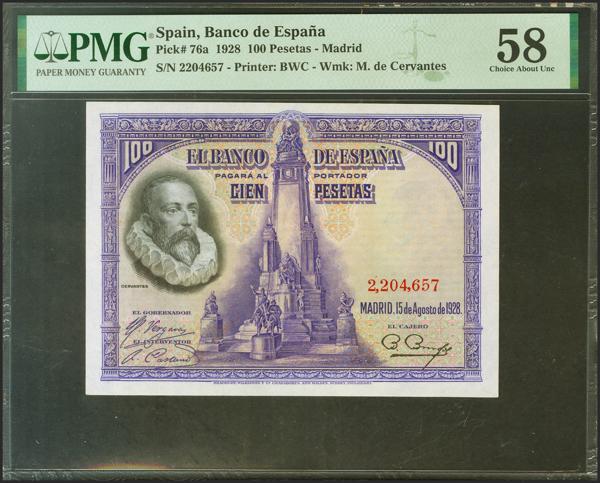 PMG
PAPER MONEY GUARANTY
Spain, Banco de España
Pick# 76a 1928 100 Pesetas - Madrid
S/N 2204657 - Printer: BWC - Wmk: M. de Cervantes
58
Choice About Unc
100
EL BANCO DE ESPAÑA
100
PAGARÁ AL PORTADOR
CIEN PESETAS
CERVANTES
2,204,657
MADRID, 15 de Agosto de 1928.
EL GOBERNADOR
EL CAJERO
EL INTERVENTOR